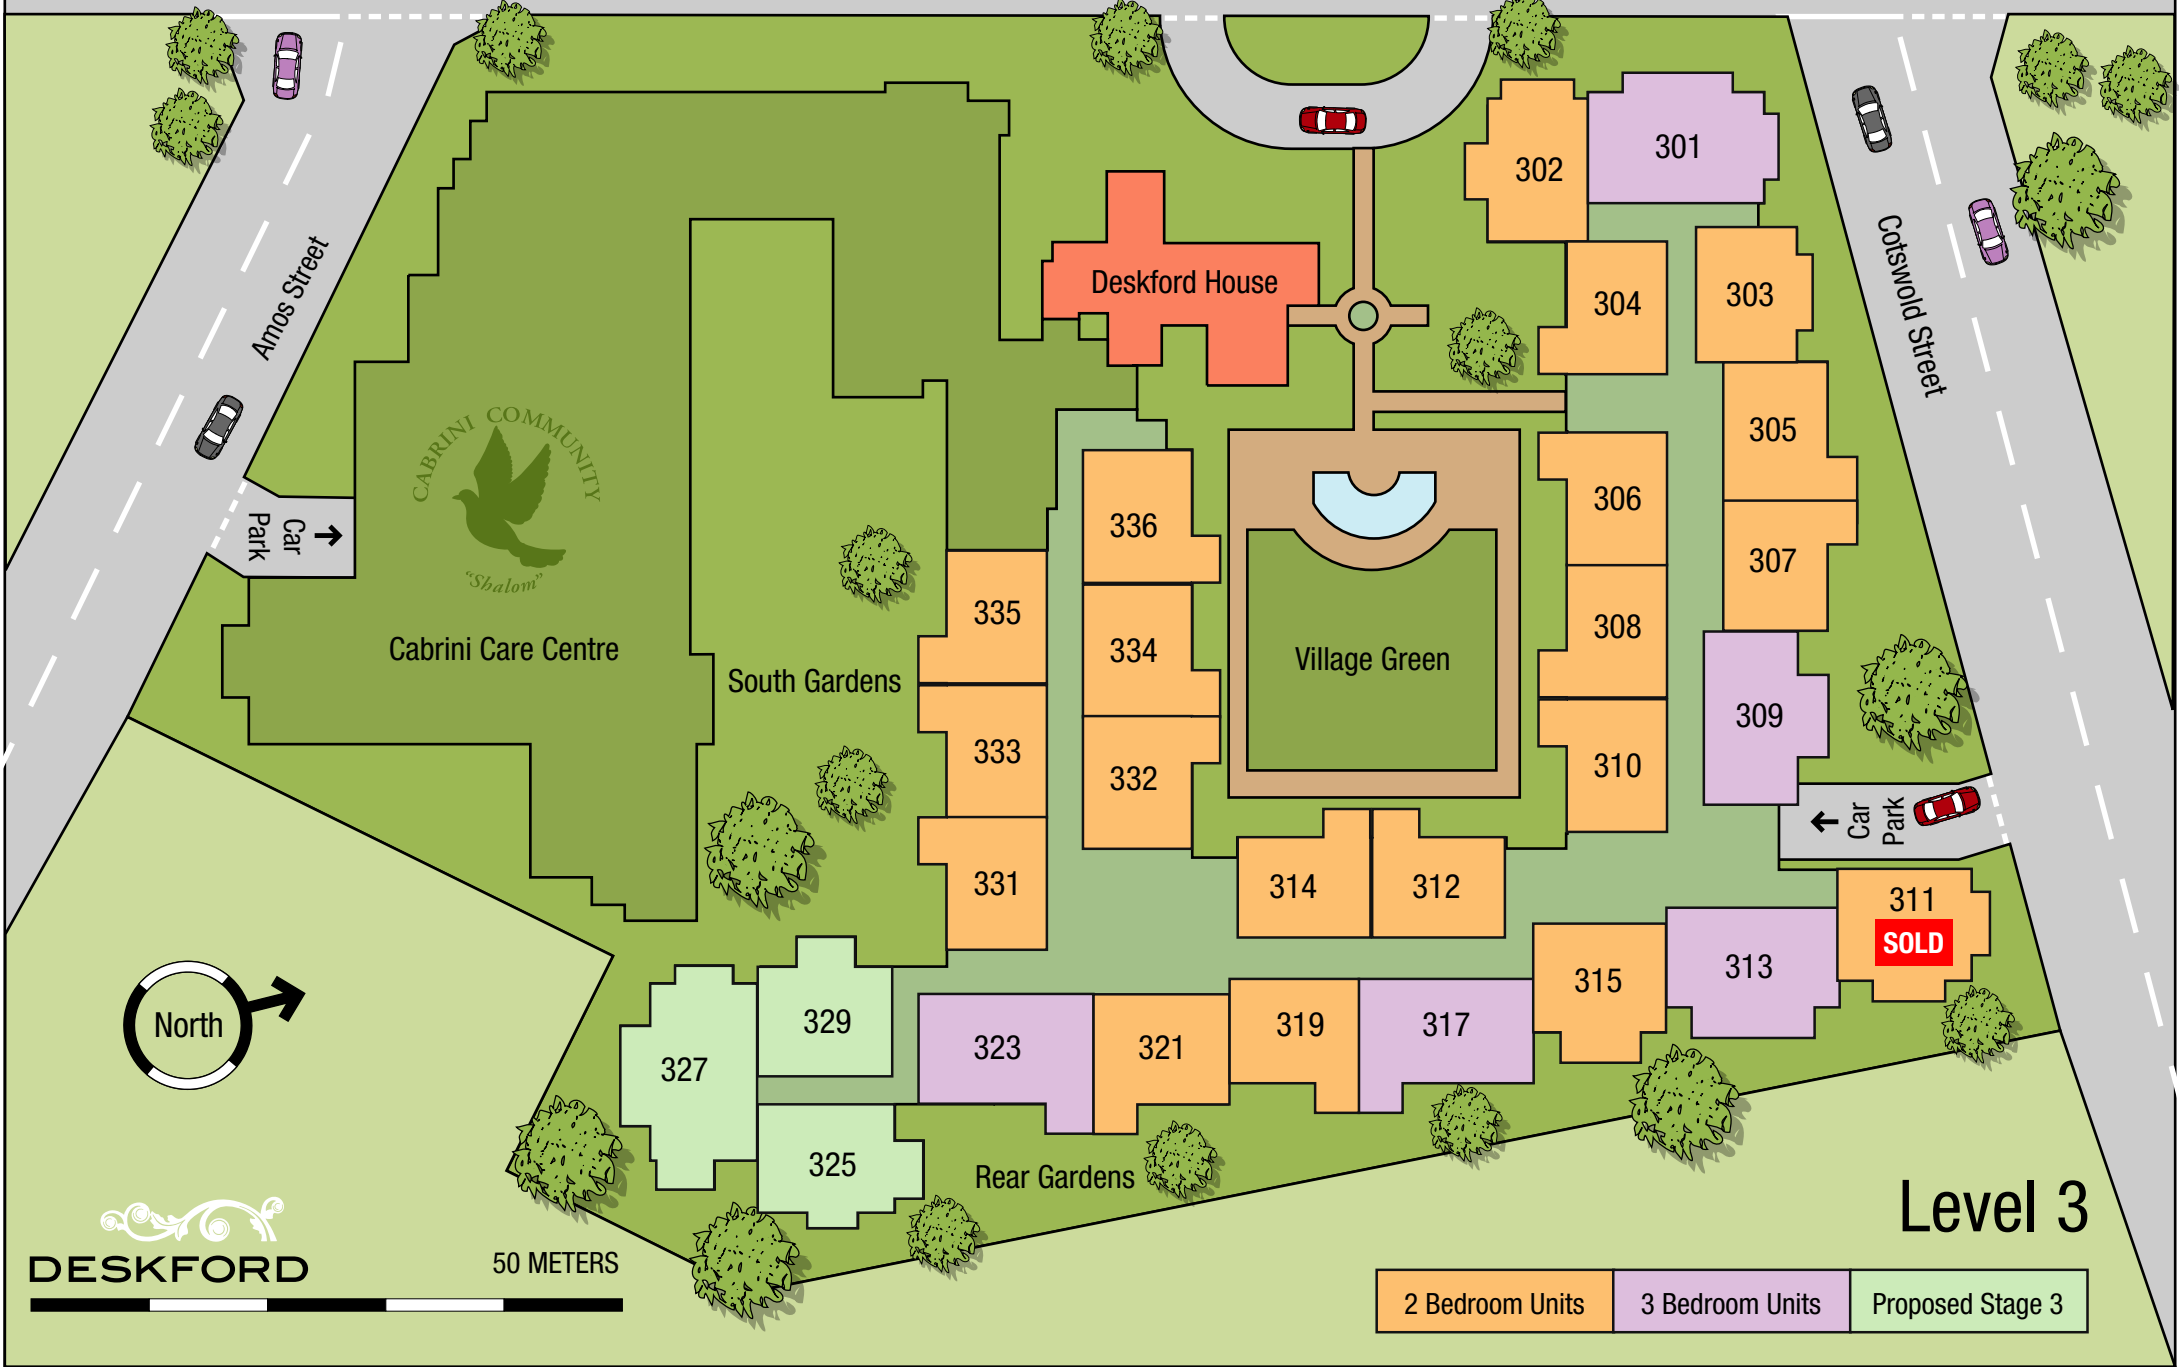 302
301
Amos Street
Deskford House
304
303
Cotswold Street
305
CABRINI COMMUNITY
"Shalom"
Car
Park
336
306
307
335
334
308
Cabrini Care Centre
South Gardens
Village Green
309
333
332
310
Car
Park
331
314
312
311
SOLD
315
313
North
329
323
321
319
317
327
325
Rear Gardens
Level 3
DESKFORD
50 METERS
2 Bedroom Units
3 Bedroom Units
Proposed Stage 3